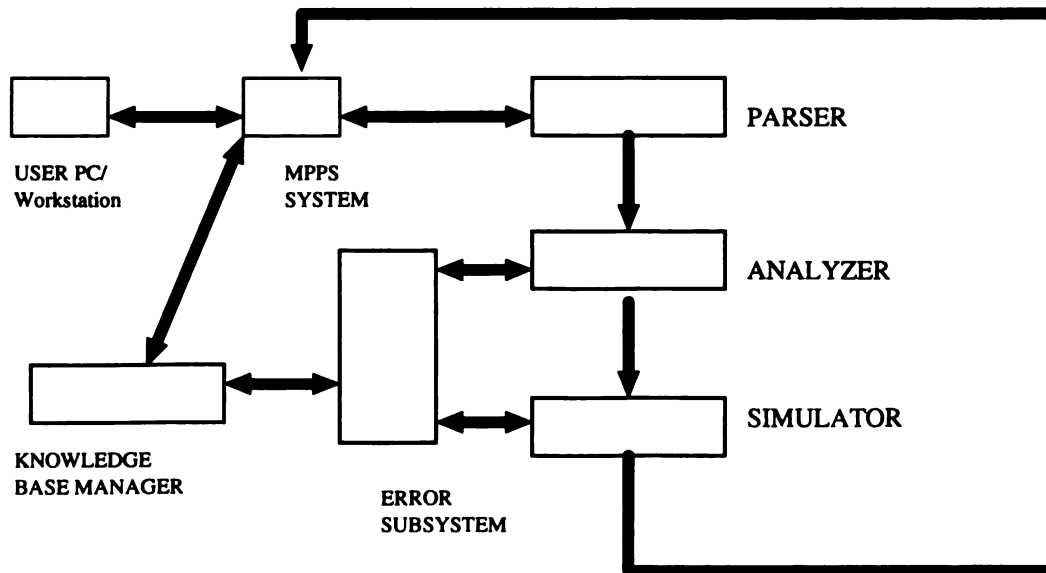 PARSER
USER PC/
Workstation
MPPS
SYSTEM
ANALYZER
SIMULATOR
KNOWLEDGE
BASE MANAGER
ERROR
SUBSYSTEM